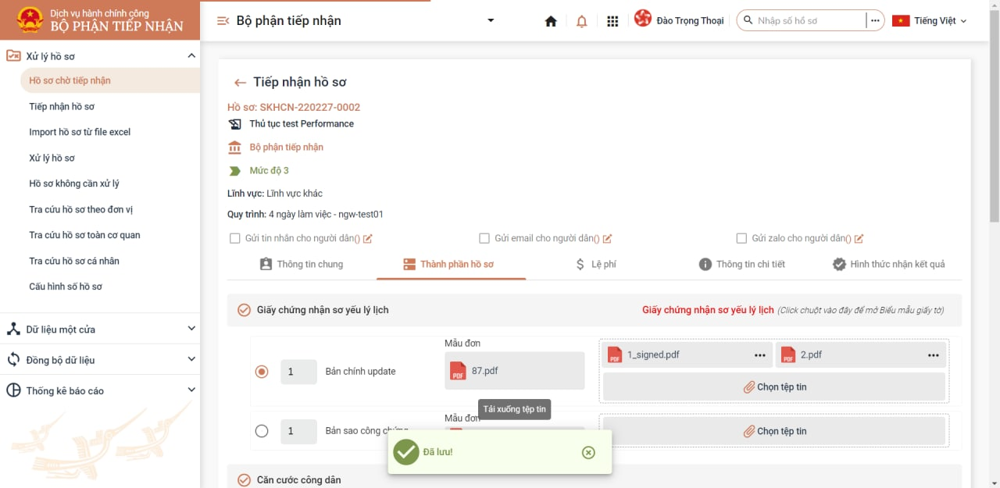 Dịch vụ hành chính công
BỘ PHẬN TIẾP NHẬN
Bộ phận tiếp nhận
Đào Trọng Thoại
Nhập số hồ sơ
Tiếng Việt
Xử lý hồ sơ
Hồ sơ chờ tiếp nhận
Tiếp nhận hồ sơ
Import hồ sơ từ file excel
Xử lý hồ sơ
Hồ sơ không cần xử lý
Tra cứu hồ sơ theo đơn vị
Tra cứu hồ sơ toàn cơ quan
Tra cứu hồ sơ cá nhân
Cấu hình số hồ sơ
Dữ liệu một cửa
Đồng bộ dữ liệu
Thống kê báo cáo
Tiếp nhận hồ sơ
Hồ sơ: SKHCN-220227-0002
Thủ tục test Performance
Bộ phận tiếp nhận
Mức độ 3
Lĩnh vực: Lĩnh vực khác
Quy trình: 4 ngày làm việc - ngw-test01
Gửi tin nhắn cho người dân() Gửi email cho người dân() Gửi zalo cho người dân()
Thông tin chung Thành phần hồ sơ Lệ phí Thông tin chi tiết Hình thức nhận kết quả
Giấy chứng nhận sơ yếu lý lịch Giấy chứng nhận sơ yếu lý lịch (Click chuột vào đây để mở Biểu mẫu giấy tờ)
Mẫu đơn
1 Bản chính update PDF 87.pdf
PDF 1_signed.pdf PDF 2.pdf
Chọn tệp tin
Tải xuống tệp tin
Mẫu đơn
1 Bản sao công chứng
Chọn tệp tin
Đã lưu!
Căn cước công dân